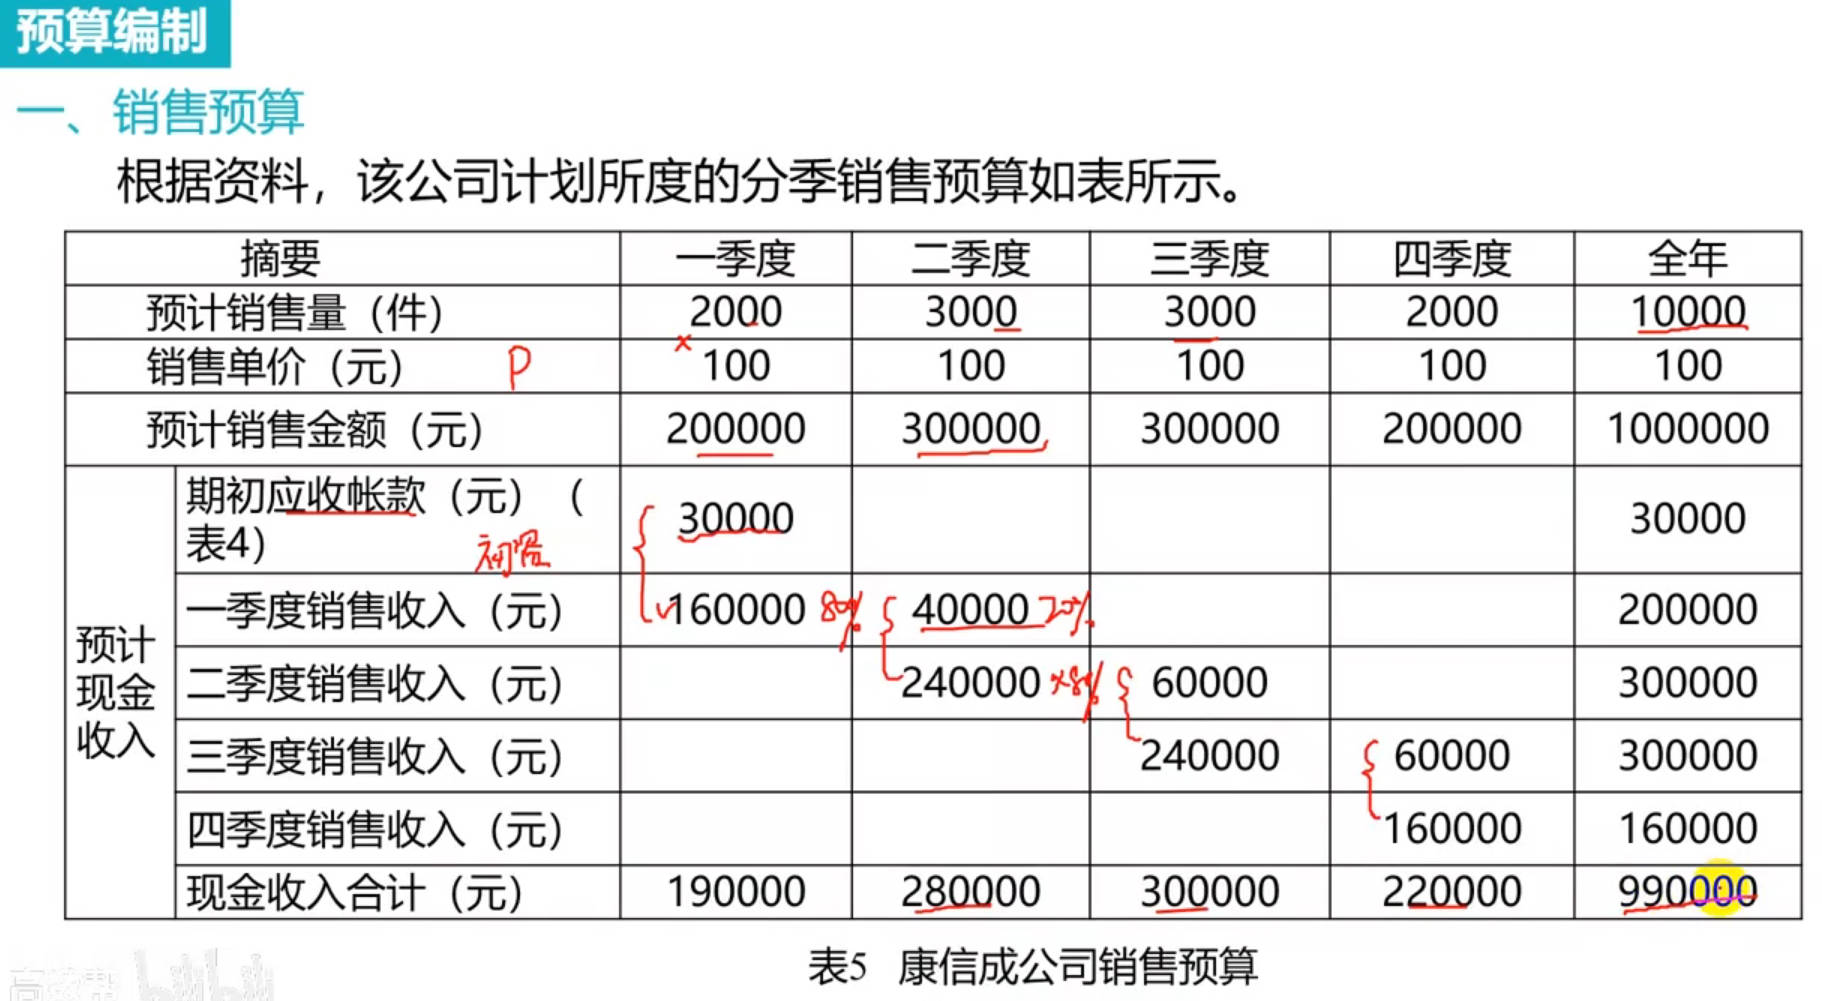 预算编制
一、销售预算
根据资料，该公司计划所度的分季销售预算如表所示。
摘要 一季度 二季度 三季度 四季度 全年
预计销售量（件） 2000 3000 3000 2000 10000
×
销售单价（元） P 100 100 100 100 100
预计销售金额（元） 200000 300000 300000 200000 1000000
预计现金收入
期初应收帐款（元）（表4） 30000 30000
一季度销售收入（元） 160000 80% 40000 20% 200000
二季度销售收入（元） 240000 ×80% 60000 300000
三季度销售收入（元） 240000 60000 300000
四季度销售收入（元） 160000 160000
现金收入合计（元） 190000 280000 300000 220000 990000
表5 康信成公司销售预算
bilibili